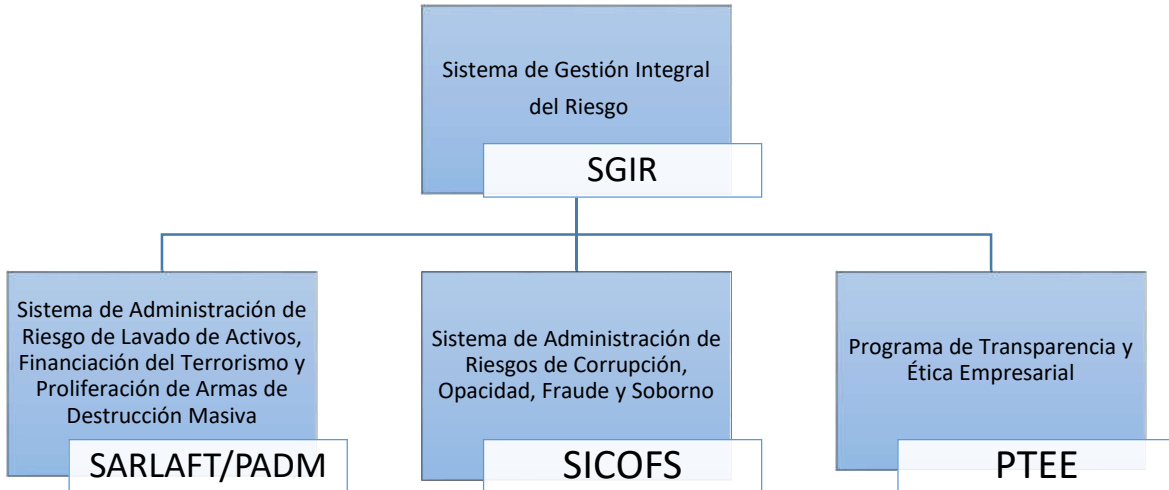 Sistema de Gestión Integral
del Riesgo
SGIR
Sistema de Administración de
Riesgo de Lavado de Activos,
Financiación del Terrorismo y
Proliferación de Armas de
Destrucción Masiva
SARLAFT/PADM
Sistema de Administración de
Riesgos de Corrupción,
Opacidad, Fraude y Soborno
SICOFS
Programa de Transparencia y
Ética Empresarial
PTEE